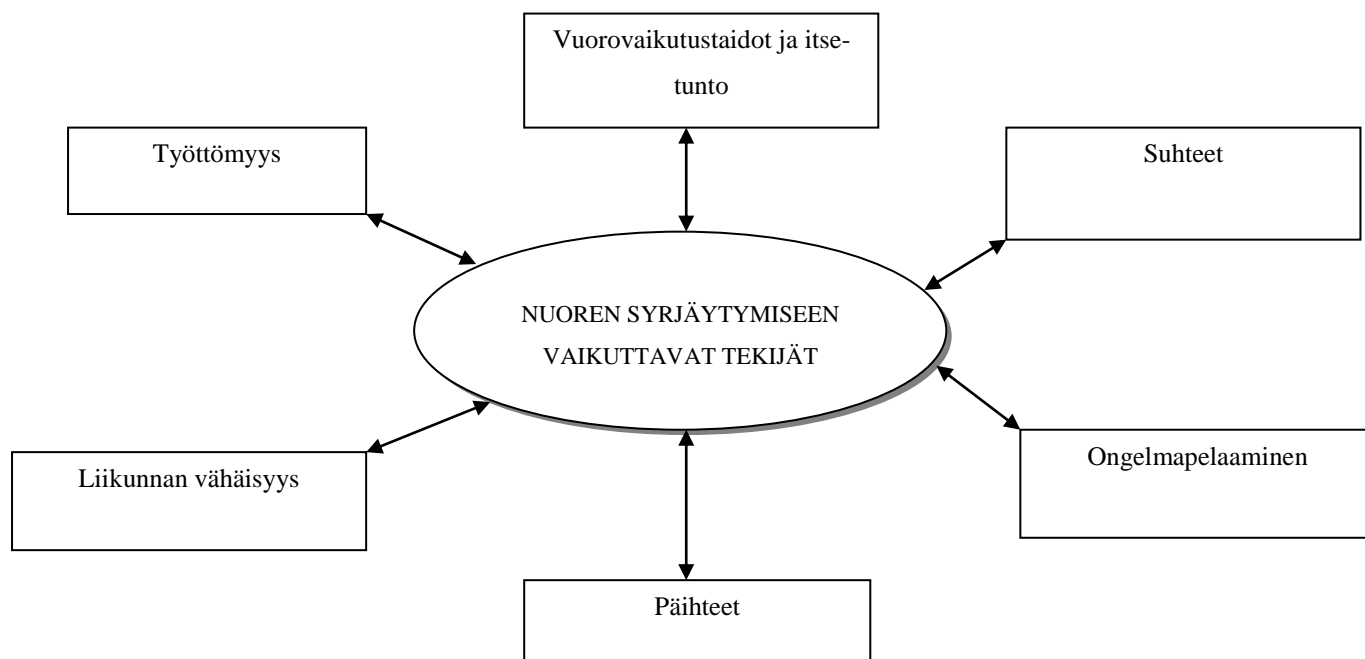 Vuorovaikutustaidot ja itse-
tunto
Työttömyys
Suhteet
NUOREN SYRJÄYTYMISEEN
VAIKUTTAVAT TEKIJÄT
Liikunnan vähäisyys
Ongelmapelaaminen
Päihteet